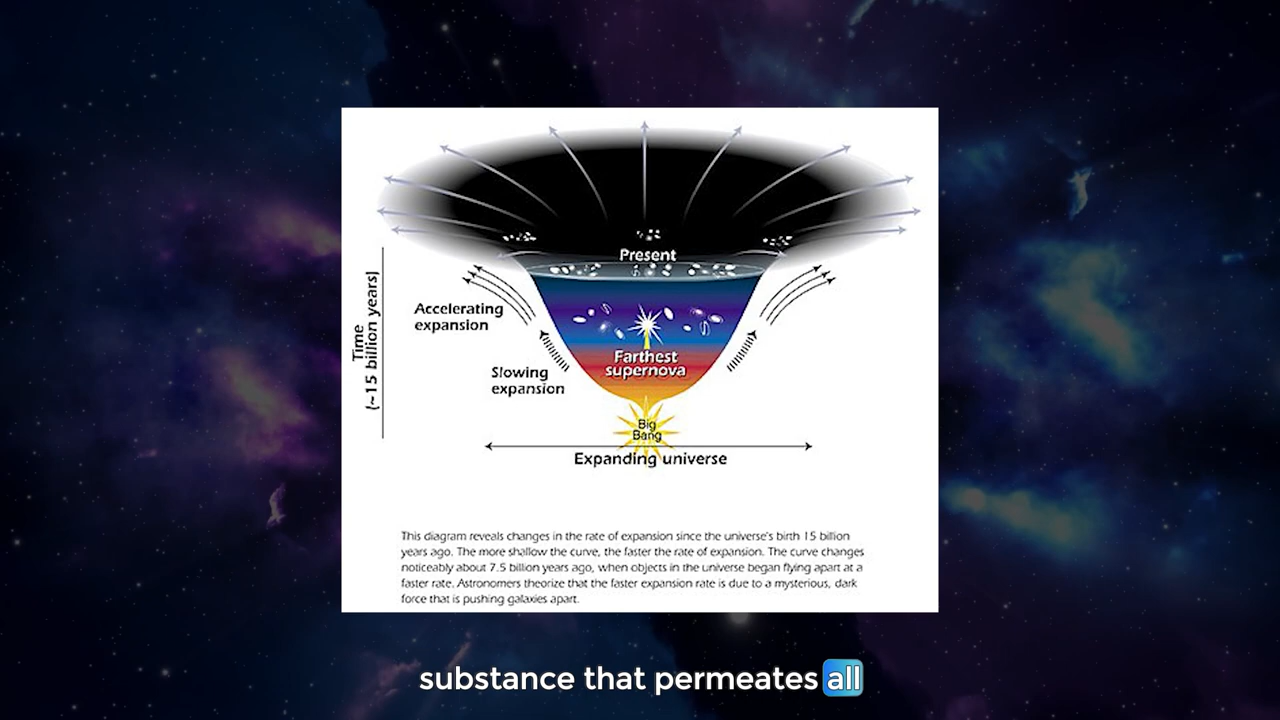 Present
Accelerating
expansion
Time
(~15 billion years)
Farthest
supernova
Slowing
expansion
Big
Bang
Expanding universe
This diagram reveals changes in the rate of expansion since the universe's birth 15 billion
years ago. The more shallow the curve, the faster the rate of expansion. The curve changes
noticeably about 7.5 billion years ago, when objects in the universe began flying apart at a
faster rate. Astronomers theorize that the faster expansion rate is due to a mysterious, dark
force that is pushing galaxies apart.
substance that permeates all